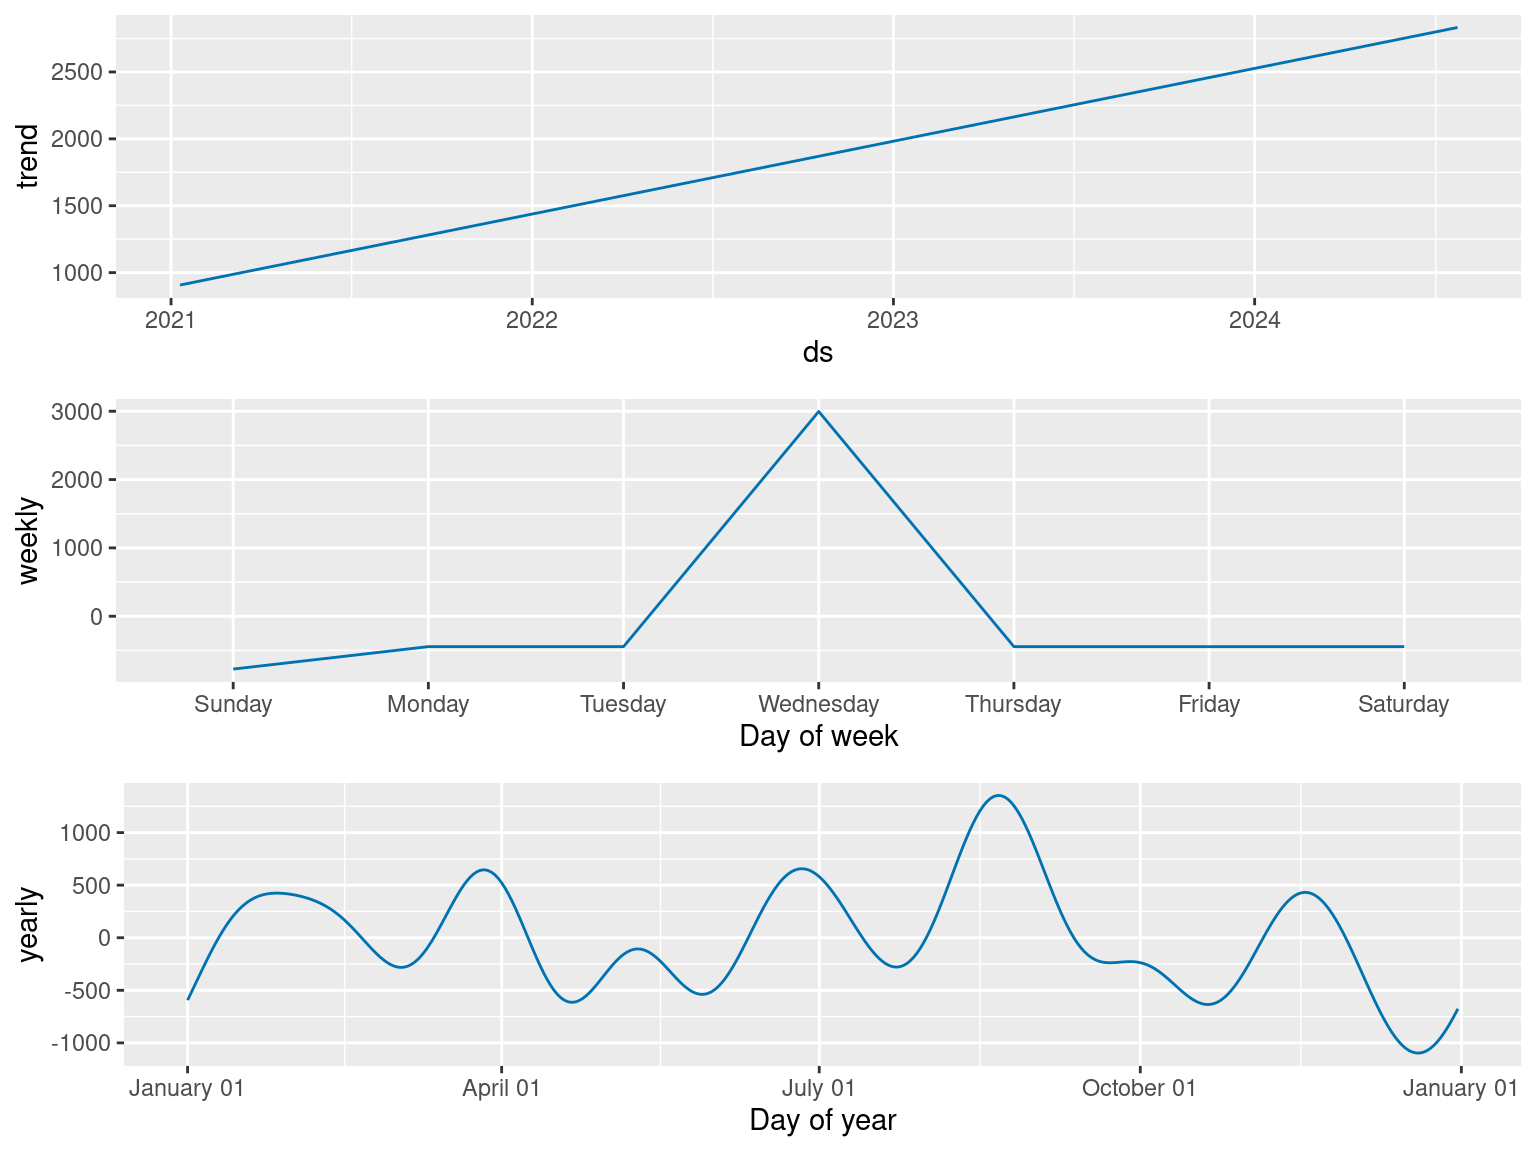 trend
2500
2000
1500
1000
2021 2022 2023 2024
ds
weekly
3000
2000
1000
0
Sunday Monday Tuesday Wednesday Thursday Friday Saturday
Day of week
yearly
1000
500
0
-500
-1000
January 01 April 01 July 01 October 01 January 01
Day of year